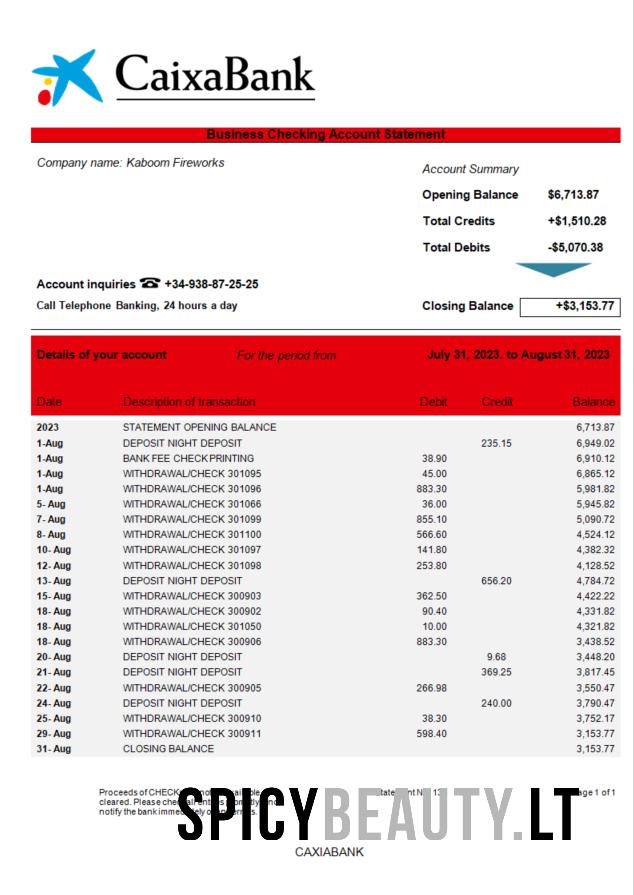 CaixaBank
Business Checking Account Statement
Company name: Kaboom Fireworks
Account Summary
Opening Balance $6,713.87
Total Credits +$1,510.28
Total Debits -$5,070.38
Account inquiries ☎ +34-938-87-25-25
Call Telephone Banking, 24 hours a day
Closing Balance +$3,153.77
Details of your account For the period from July 31, 2023. to August 31, 2023
Date Description of transaction Debit Credit Balance
2023 STATEMENT OPENING BALANCE 6,713.87
1-Aug DEPOSIT NIGHT DEPOSIT 235.15 6,949.02
1-Aug BANK FEE CHECK PRINTING 38.90 6,910.12
1-Aug WITHDRAWAL/CHECK 301095 45.00 6,865.12
1-Aug WITHDRAWAL/CHECK 301096 883.30 5,981.82
5- Aug WITHDRAWAL/CHECK 301066 36.00 5,945.82
7- Aug WITHDRAWAL/CHECK 301099 855.10 5,090.72
8- Aug WITHDRAWAL/CHECK 301100 566.60 4,524.12
10- Aug WITHDRAWAL/CHECK 301097 141.80 4,382.32
12- Aug WITHDRAWAL/CHECK 301098 253.80 4,128.52
13- Aug DEPOSIT NIGHT DEPOSIT 656.20 4,784.72
15- Aug WITHDRAWAL/CHECK 300903 362.50 4,422.22
18- Aug WITHDRAWAL/CHECK 300902 90.40 4,331.82
18- Aug WITHDRAWAL/CHECK 301050 10.00 4,321.82
18- Aug WITHDRAWAL/CHECK 300906 883.30 3,438.52
20- Aug DEPOSIT NIGHT DEPOSIT 9.68 3,448.20
21- Aug DEPOSIT NIGHT DEPOSIT 369.25 3,817.45
22- Aug WITHDRAWAL/CHECK 300905 266.98 3,550.47
24- Aug DEPOSIT NIGHT DEPOSIT 240.00 3,790.47
25- Aug WITHDRAWAL/CHECK 300910 38.30 3,752.17
29- Aug WITHDRAWAL/CHECK 300911 598.40 3,153.77
31- Aug CLOSING BALANCE 3,153.77
Proceeds of 1 of 1
cleared. Please
notify the bank
SPICYBEAUTY.LT
CAXIABANK